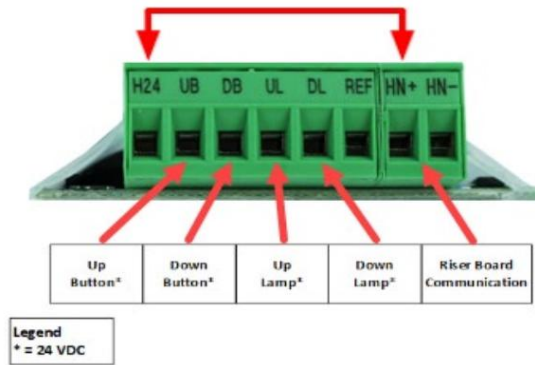 H24 UB DB UL DL REF HN+ HN-
Up
Button*
Down
Button*
Up
Lamp*
Down
Lamp*
Riser Board
Communication
Legend
* = 24 VDC